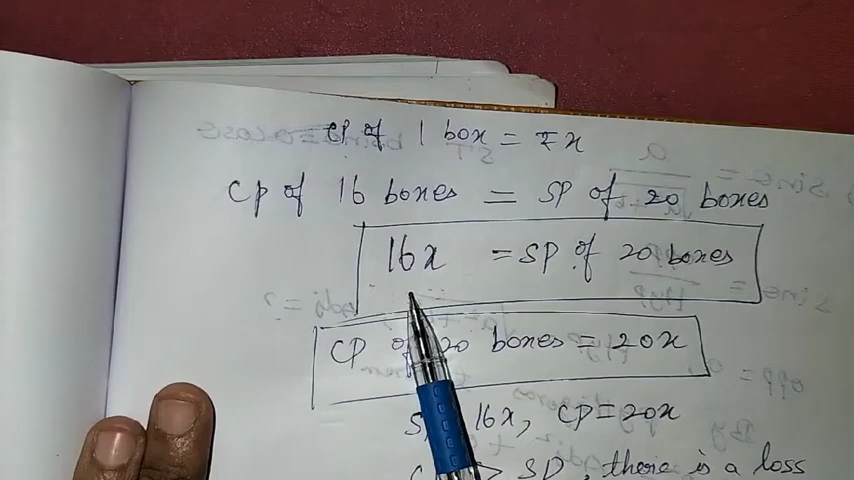 CP of 1 box = ₹x
CP of 16 boxes = SP of 20 boxes
16x = SP of 20 boxes
CP of 20 boxes = 20x
16x, CP = 20x
> SP, there is a loss